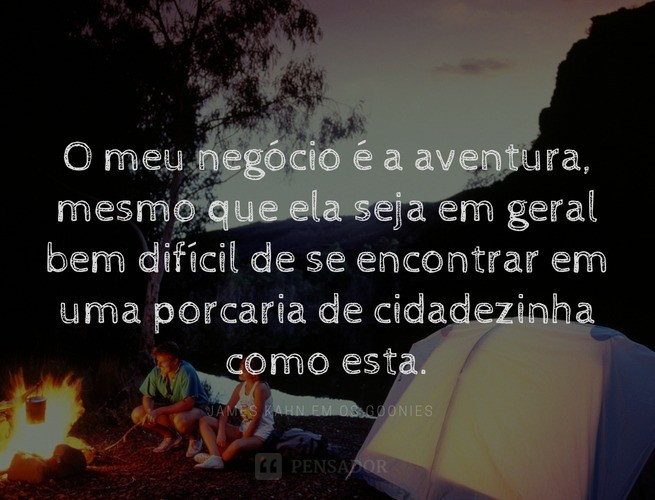 O meu negócio é a aventura,
mesmo que ela seja em geral
bem difícil de se encontrar em
uma porcaria de cidadezinha
como esta.
JAMES KAHN EM OS GOONIES
PENSADOR